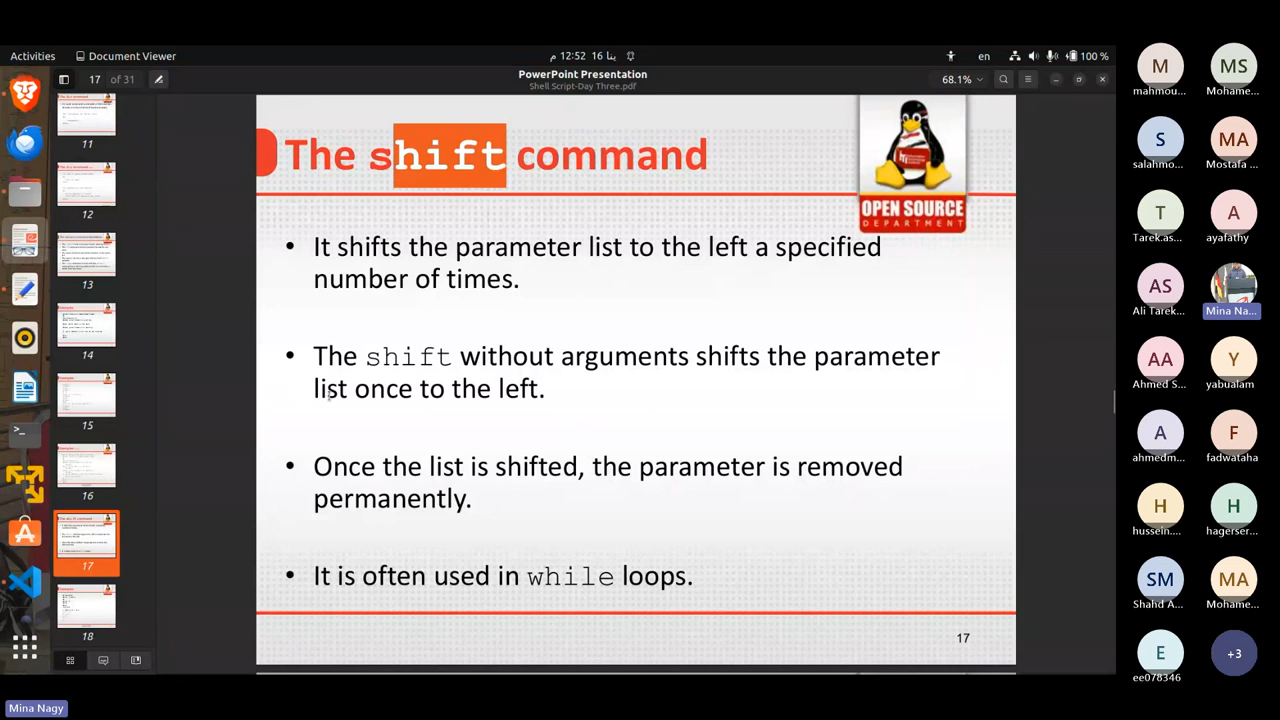 Activities
Document Viewer
م 12:52 16 ينا
en
100 %
17 of 31
PowerPoint Presentation
Shell Script-Day Three.pdf
68.1%
11
12
13
14
15
16
17
18
The shift command
OPEN SOURCE
DEPARTMENT
• It shifts the parameter list to the left a specified
number of times.
• The shift without arguments shifts the parameter
list once to the left.
• Once the list is shifted, the parameter is removed
permanently.
• It is often used in while loops.
17
M
mahmou...
MS
Mohame...
S
salahmo...
MA
Mostafa ...
T
Tarek.as...
A
ayafathy
AS
Ali Tarek...
Mina Na...
AA
Ahmed S...
Y
yabualam
A
ahmedm...
F
fadwataha
H
hussein....
H
hagerser...
SM
Shahd A...
MA
Mohame...
E
ee078346
+3
Mina Nagy